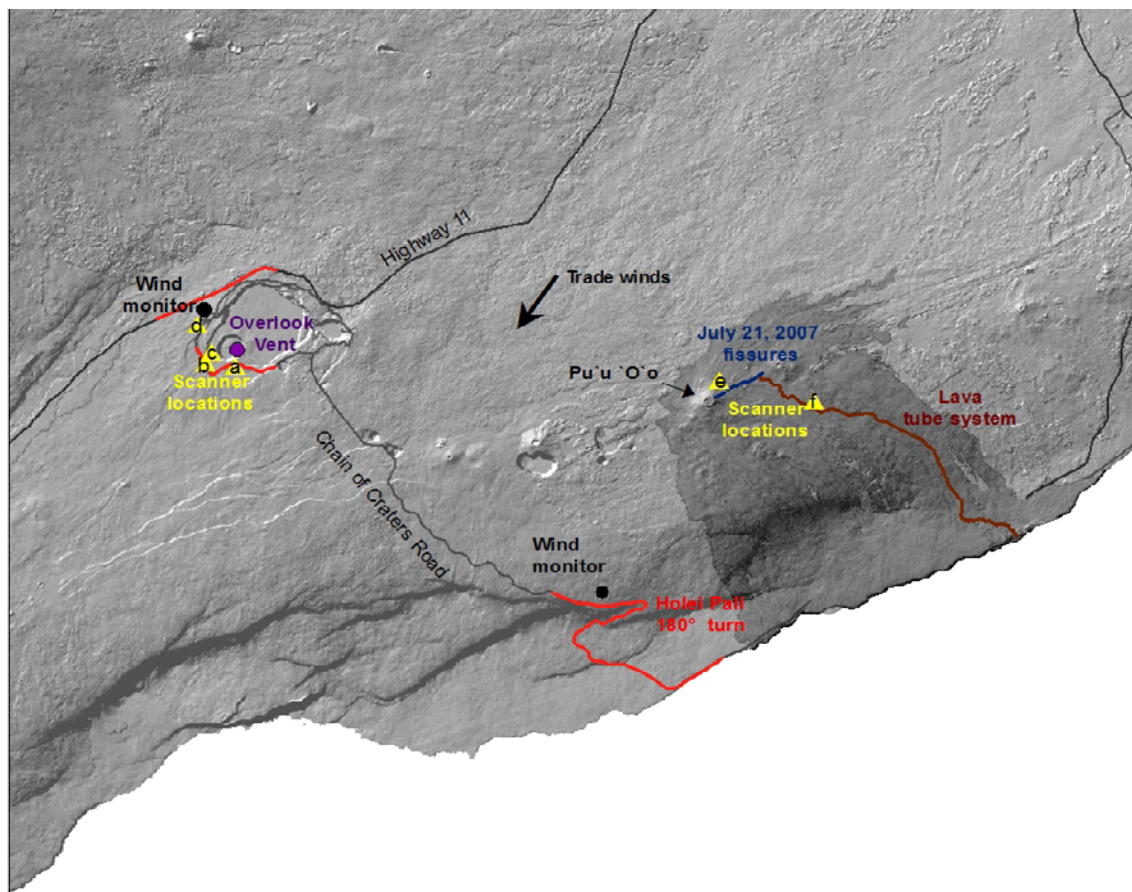 Highway 11
Wind
monitor
Trade winds
d
Overlook
Vent
c
b
a
Scanner
locations
July 21, 2007
fissures
Pu`u `O`o
e
Scanner
locations
f
Lava
tube system
Chain of Craters Road
Wind
monitor
Holei Pali
180° turn